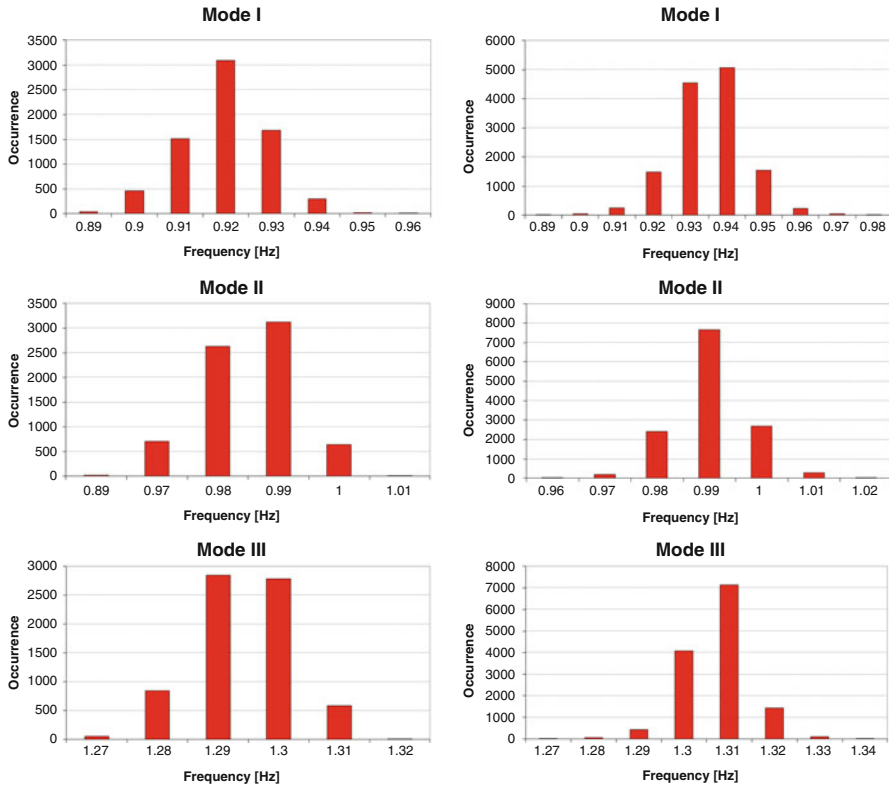 Mode I
3500
3000
2500
2000
1500
1000
500
0
Occurrence
0.89 0.9 0.91 0.92 0.93 0.94 0.95 0.96
Frequency [Hz]
Mode I
6000
5000
4000
3000
2000
1000
0
Occurrence
0.89 0.9 0.91 0.92 0.93 0.94 0.95 0.96 0.97 0.98
Frequency [Hz]
Mode II
3500
3000
2500
2000
1500
1000
500
0
Occurrence
0.89 0.97 0.98 0.99 1 1.01
Frequency [Hz]
Mode II
9000
8000
7000
6000
5000
4000
3000
2000
1000
0
Occurrence
0.96 0.97 0.98 0.99 1 1.01 1.02
Frequency [Hz]
Mode III
3000
2500
2000
1500
1000
500
0
Occurrence
1.27 1.28 1.29 1.3 1.31 1.32
Frequency [Hz]
Mode III
8000
7000
6000
5000
4000
3000
2000
1000
0
Occurrence
1.27 1.28 1.29 1.3 1.31 1.32 1.33 1.34
Frequency [Hz]